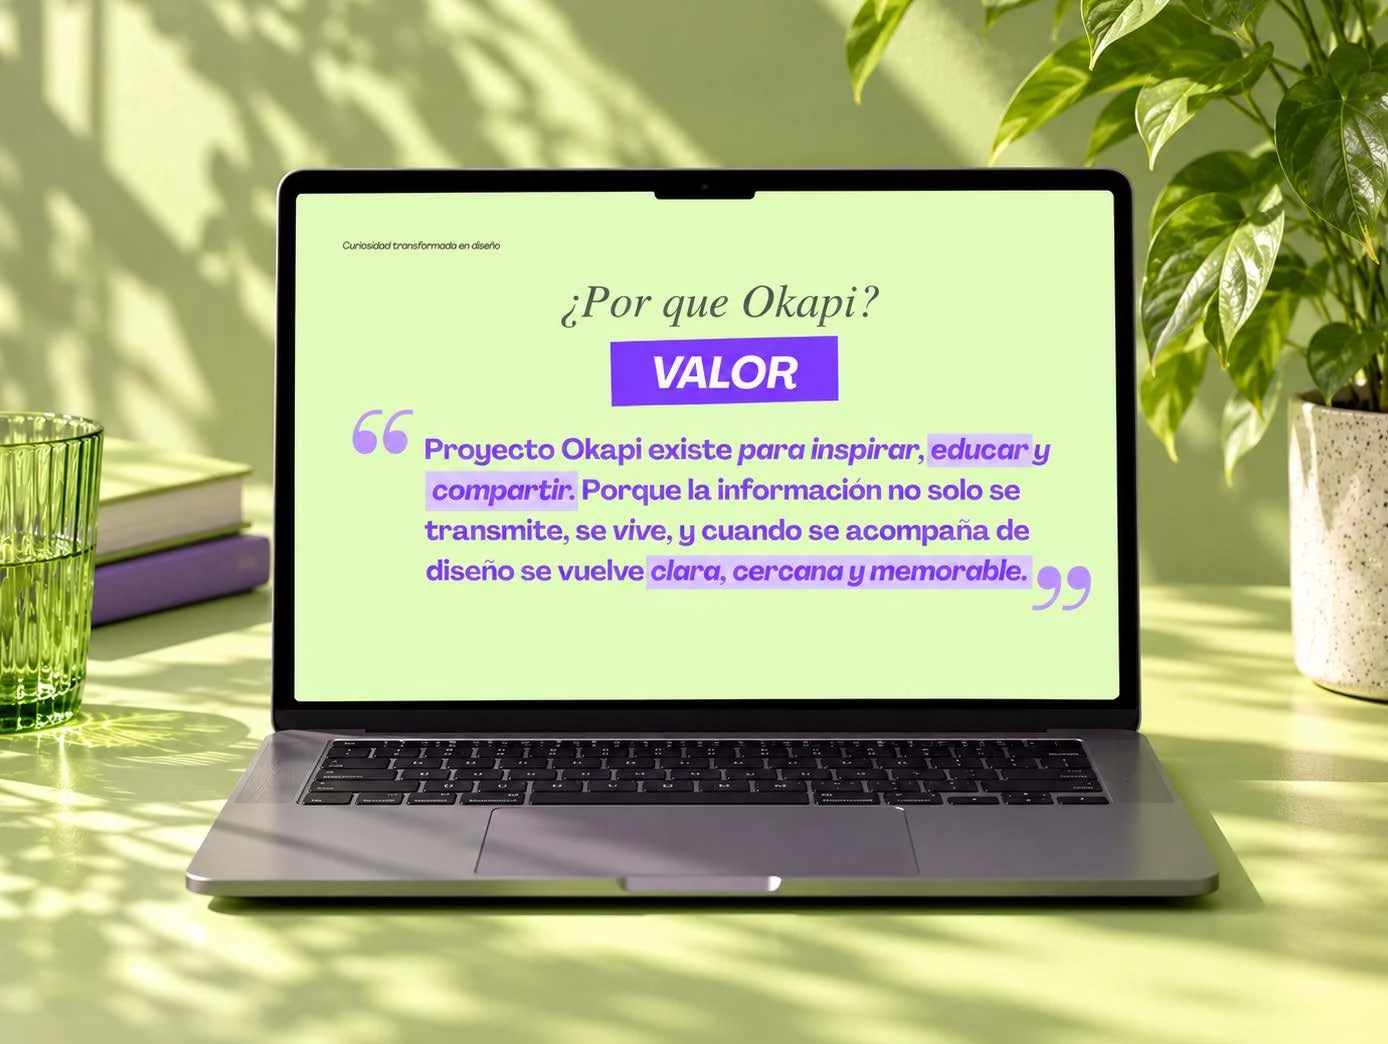 Curiosidad transformada en diseño
¿Por que Okapi?
VALOR
“ Proyecto Okapi existe para inspirar, educar y
compartir. Porque la información no solo se
transmite, se vive, y cuando se acompaña de
diseño se vuelve clara, cercana y memorable. ”